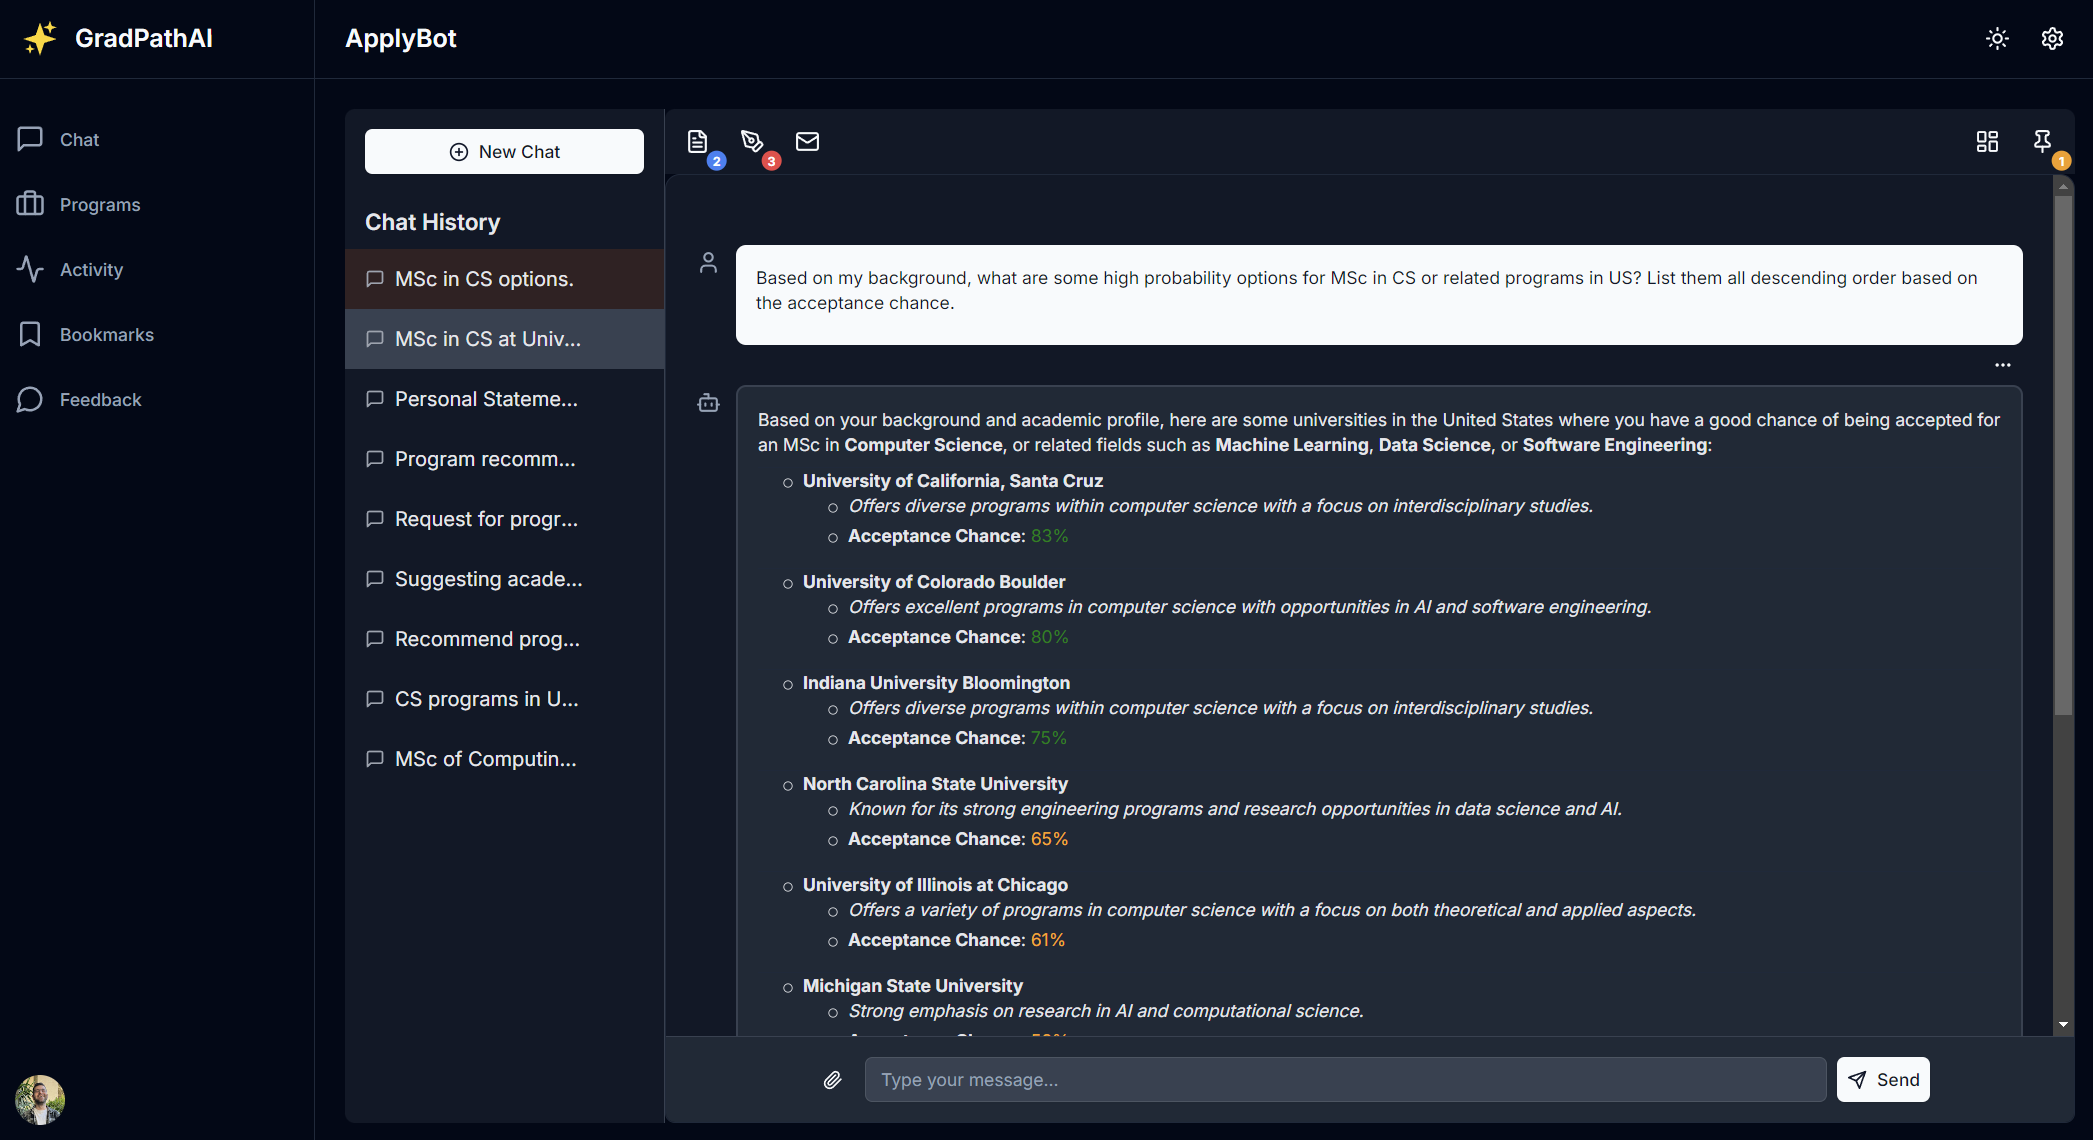 GradPathAI
ApplyBot
Chat
Programs
Activity
Bookmarks
Feedback
New Chat
Chat History
MSc in CS options.
MSc in CS at Univ...
Personal Stateme...
Program recomm...
Request for progr...
Suggesting acade...
Recommend prog...
CS programs in U...
MSc of Computin...
2
3
1
Based on my background, what are some high probability options for MSc in CS or related programs in US? List them all descending order based on
the acceptance chance.
Based on your background and academic profile, here are some universities in the United States where you have a good chance of being accepted for
an MSc in Computer Science, or related fields such as Machine Learning, Data Science, or Software Engineering:
University of California, Santa Cruz
Offers diverse programs within computer science with a focus on interdisciplinary studies.
Acceptance Chance: 83%
University of Colorado Boulder
Offers excellent programs in computer science with opportunities in AI and software engineering.
Acceptance Chance: 80%
Indiana University Bloomington
Offers diverse programs within computer science with a focus on interdisciplinary studies.
Acceptance Chance: 75%
North Carolina State University
Known for its strong engineering programs and research opportunities in data science and AI.
Acceptance Chance: 65%
University of Illinois at Chicago
Offers a variety of programs in computer science with a focus on both theoretical and applied aspects.
Acceptance Chance: 61%
Michigan State University
Strong emphasis on research in AI and computational science.
Type your message...
Send